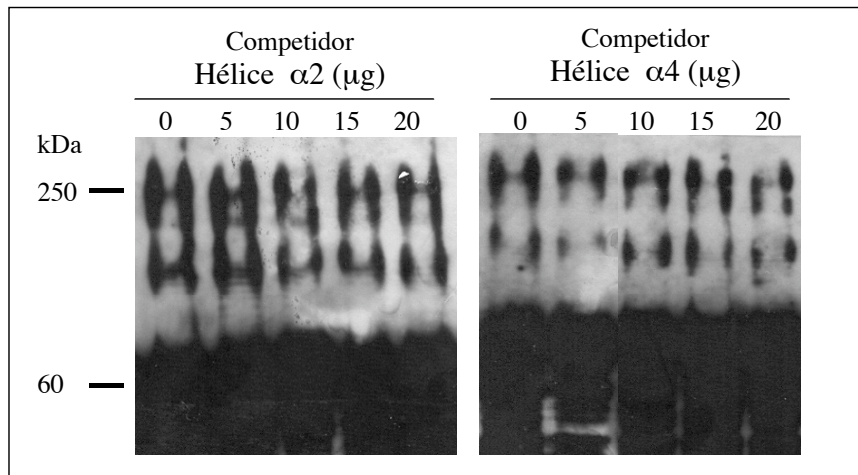 Competidor
Hélice α2 (µg)
0 5 10 15 20
Competidor
Hélice α4 (µg)
0 5 10 15 20
kDa
250
60